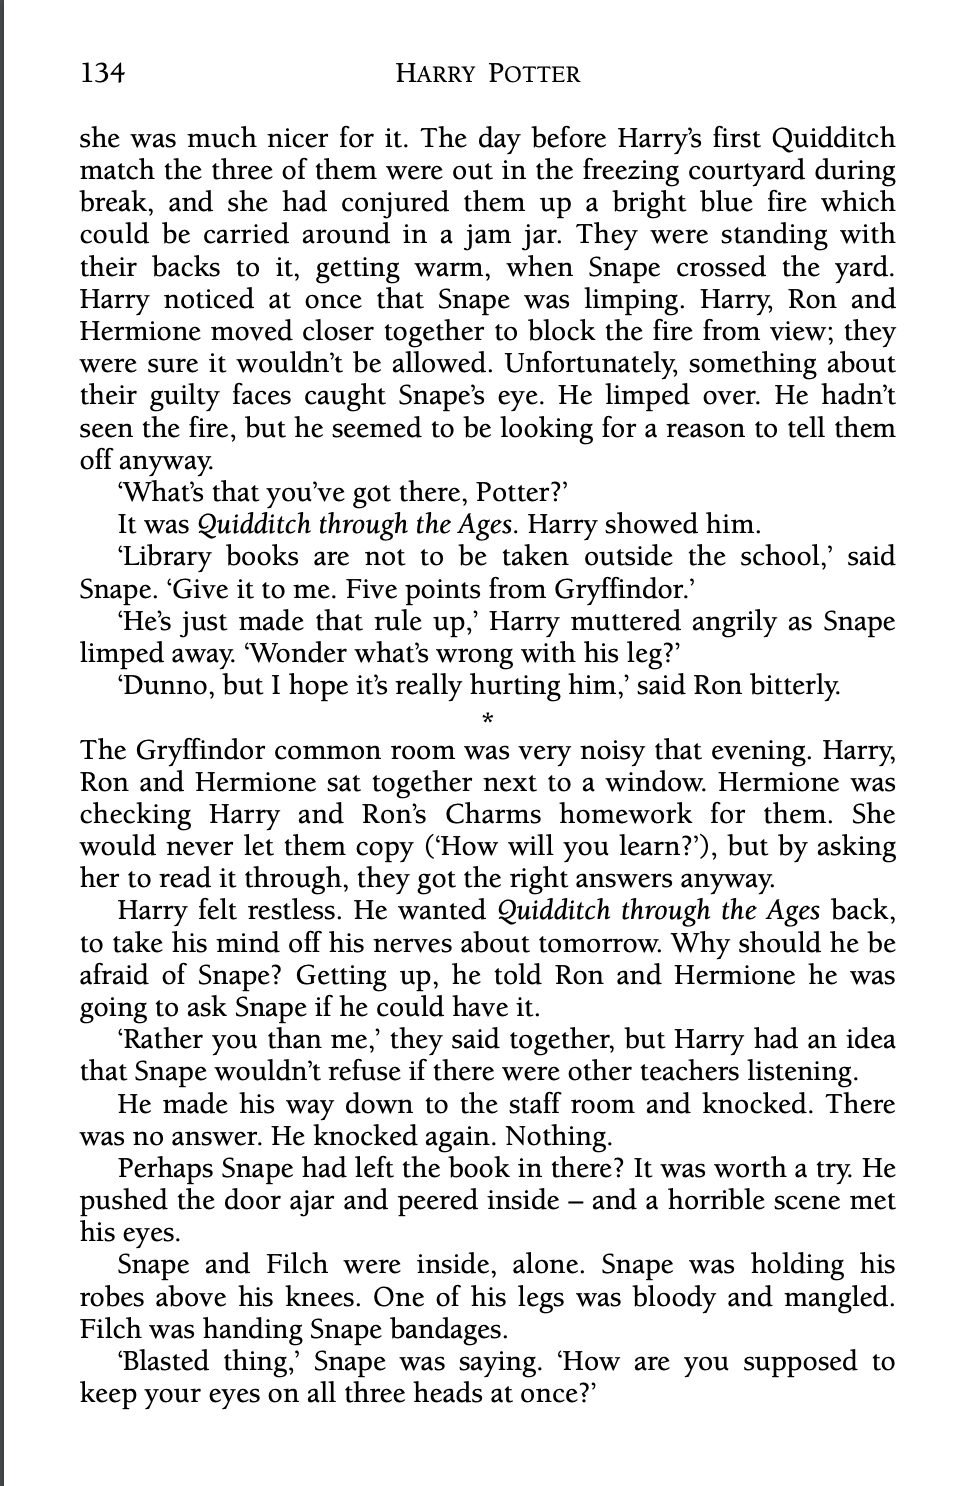 134 HARRY POTTER
she was much nicer for it. The day before Harry’s first Quidditch
match the three of them were out in the freezing courtyard during
break, and she had conjured them up a bright blue fire which
could be carried around in a jam jar. They were standing with
their backs to it, getting warm, when Snape crossed the yard.
Harry noticed at once that Snape was limping. Harry, Ron and
Hermione moved closer together to block the fire from view; they
were sure it wouldn’t be allowed. Unfortunately, something about
their guilty faces caught Snape’s eye. He limped over. He hadn’t
seen the fire, but he seemed to be looking for a reason to tell them
off anyway.
‘What’s that you’ve got there, Potter?’
It was Quidditch through the Ages. Harry showed him.
‘Library books are not to be taken outside the school,’ said
Snape. ‘Give it to me. Five points from Gryffindor.’
‘He’s just made that rule up,’ Harry muttered angrily as Snape
limped away. ‘Wonder what’s wrong with his leg?’
‘Dunno, but I hope it’s really hurting him,’ said Ron bitterly.
*
The Gryffindor common room was very noisy that evening. Harry,
Ron and Hermione sat together next to a window. Hermione was
checking Harry and Ron’s Charms homework for them. She
would never let them copy (‘How will you learn?’), but by asking
her to read it through, they got the right answers anyway.
Harry felt restless. He wanted Quidditch through the Ages back,
to take his mind off his nerves about tomorrow. Why should he be
afraid of Snape? Getting up, he told Ron and Hermione he was
going to ask Snape if he could have it.
‘Rather you than me,’ they said together, but Harry had an idea
that Snape wouldn’t refuse if there were other teachers listening.
He made his way down to the staff room and knocked. There
was no answer. He knocked again. Nothing.
Perhaps Snape had left the book in there? It was worth a try. He
pushed the door ajar and peered inside – and a horrible scene met
his eyes.
Snape and Filch were inside, alone. Snape was holding his
robes above his knees. One of his legs was bloody and mangled.
Filch was handing Snape bandages.
‘Blasted thing,’ Snape was saying. ‘How are you supposed to
keep your eyes on all three heads at once?’